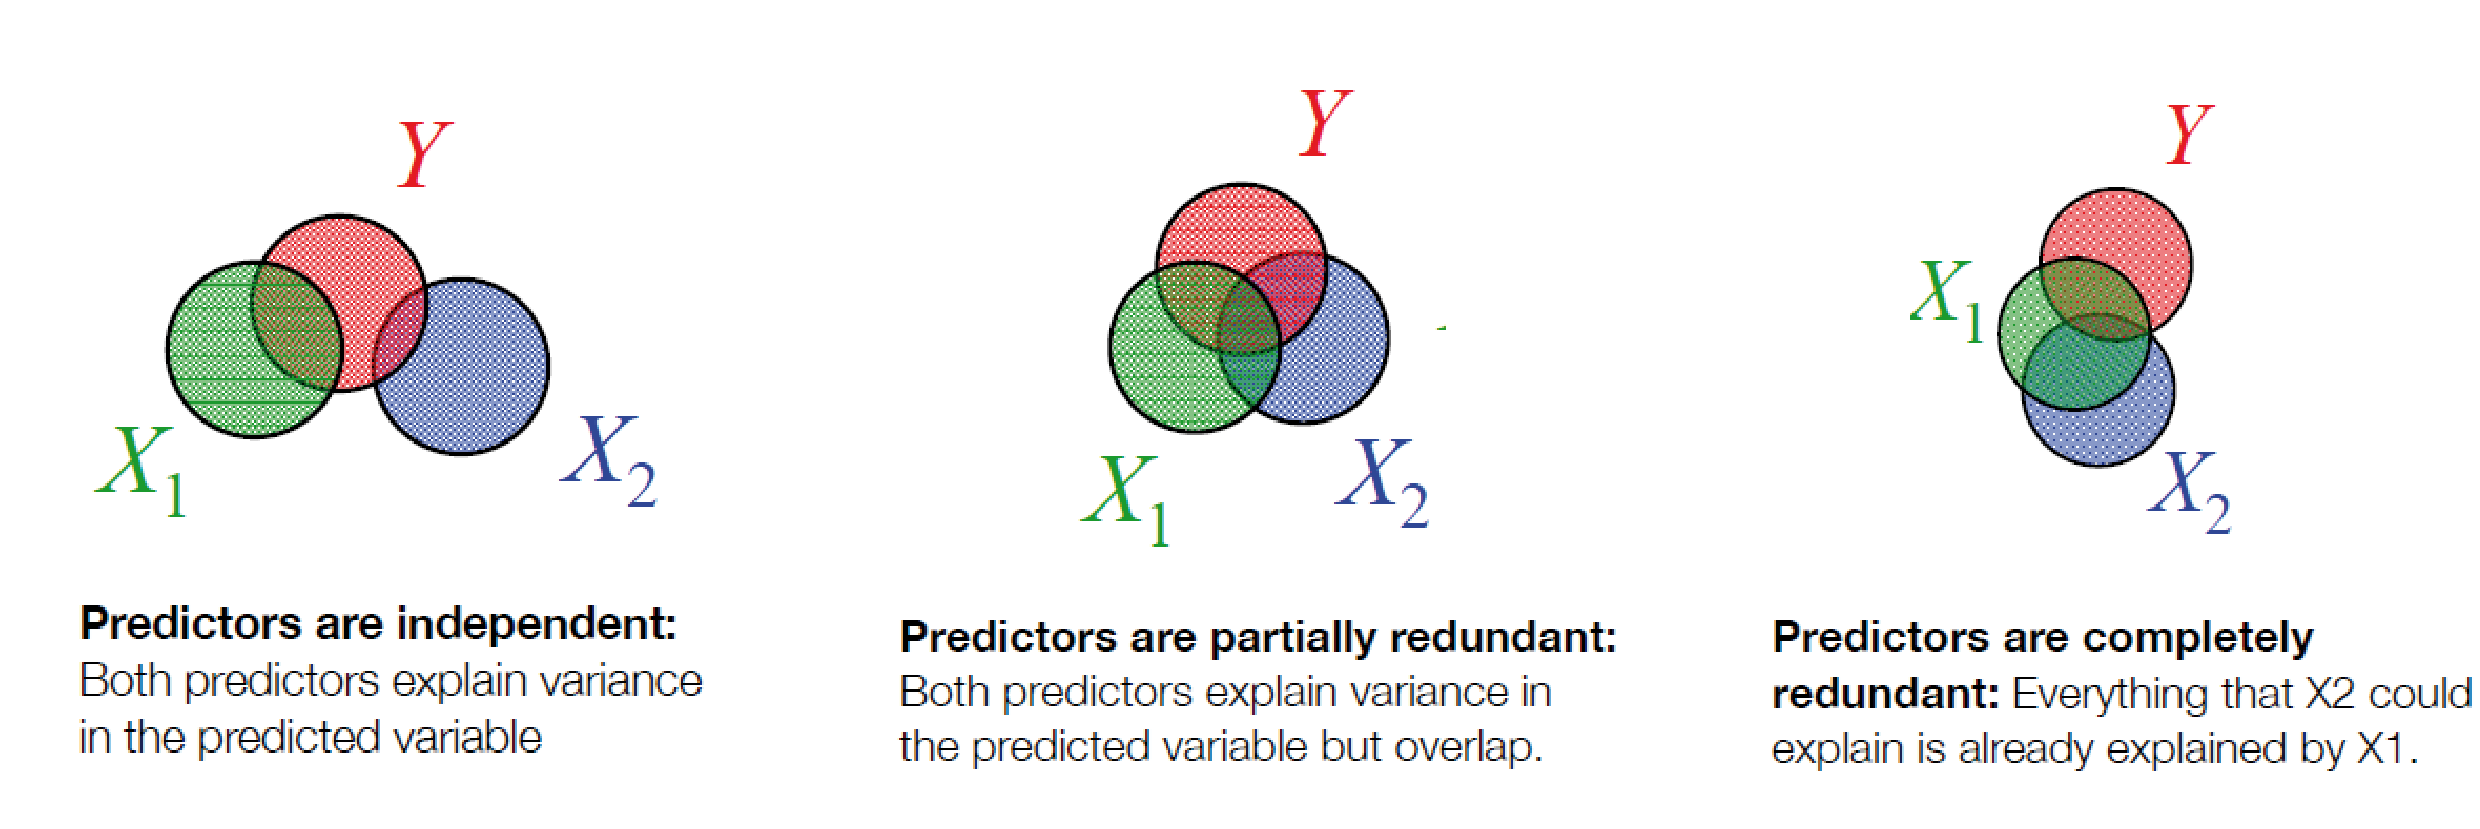 Y
X1
X2
Predictors are independent:
Both predictors explain variance
in the predicted variable
Y
X1
X2
Predictors are partially redundant:
Both predictors explain variance in
the predicted variable but overlap.
Y
X1
X2
Predictors are completely
redundant: Everything that X2 could
explain is already explained by X1.